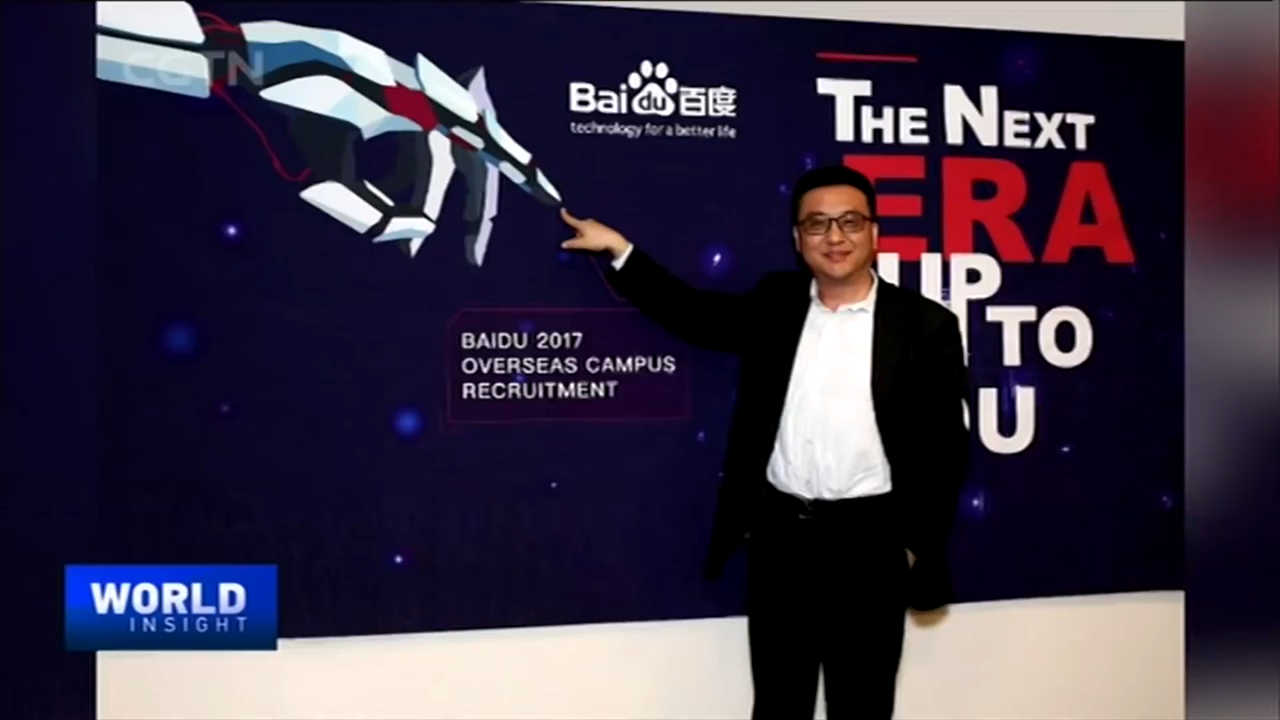 CGTN
Baidu百度
technology for a better life
THE NEXT
ERA
UP
TO
BAIDU 2017
OVERSEAS CAMPUS
RECRUITMENT
WORLD
INSIGHT